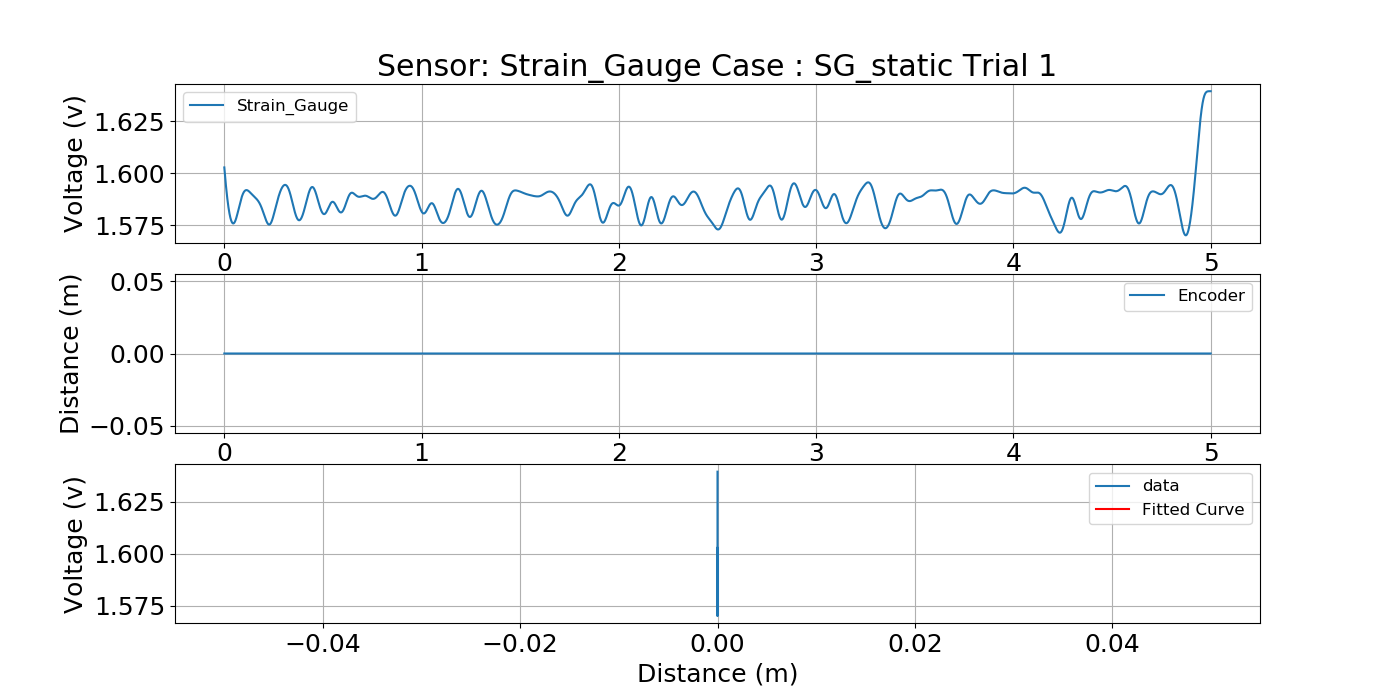 Sensor: Strain_Gauge Case : SG_static Trial 1
Voltage (v)
1.625
1.600
1.575
Strain_Gauge
0 1 2 3 4 5
Distance (m)
0.05
0.00
−0.05
Encoder
0 1 2 3 4 5
Voltage (v)
1.625
1.600
1.575
data
Fitted Curve
−0.04 −0.02 0.00 0.02 0.04
Distance (m)